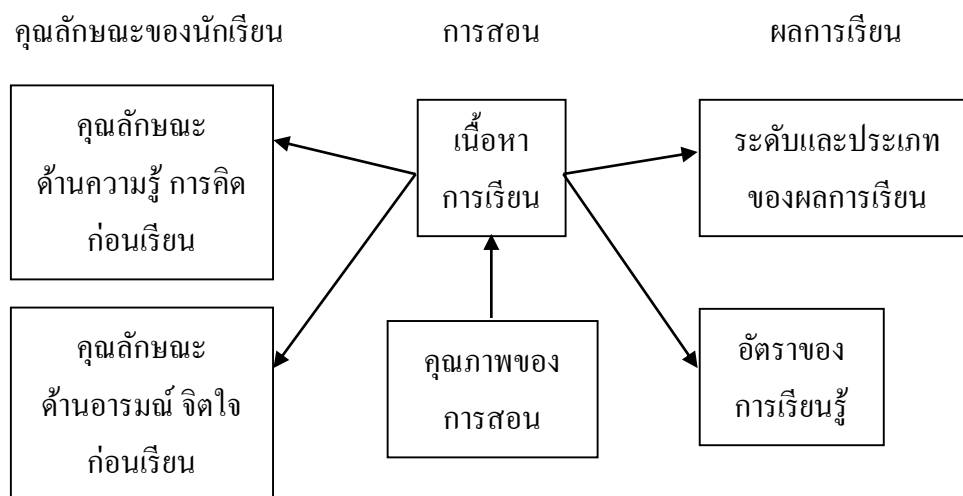 คุณลักษณะของนักเรียน
การสอน
ผลการเรียน
คุณลักษณะ
ด้านความรู้ การคิด
ก่อนเรียน
เนื้อหา
การเรียน
ระดับและประเภท
ของผลการเรียน
คุณลักษณะ
ด้านอารมณ์ จิตใจ
ก่อนเรียน
คุณภาพของ
การสอน
อัตราของ
การเรียนรู้